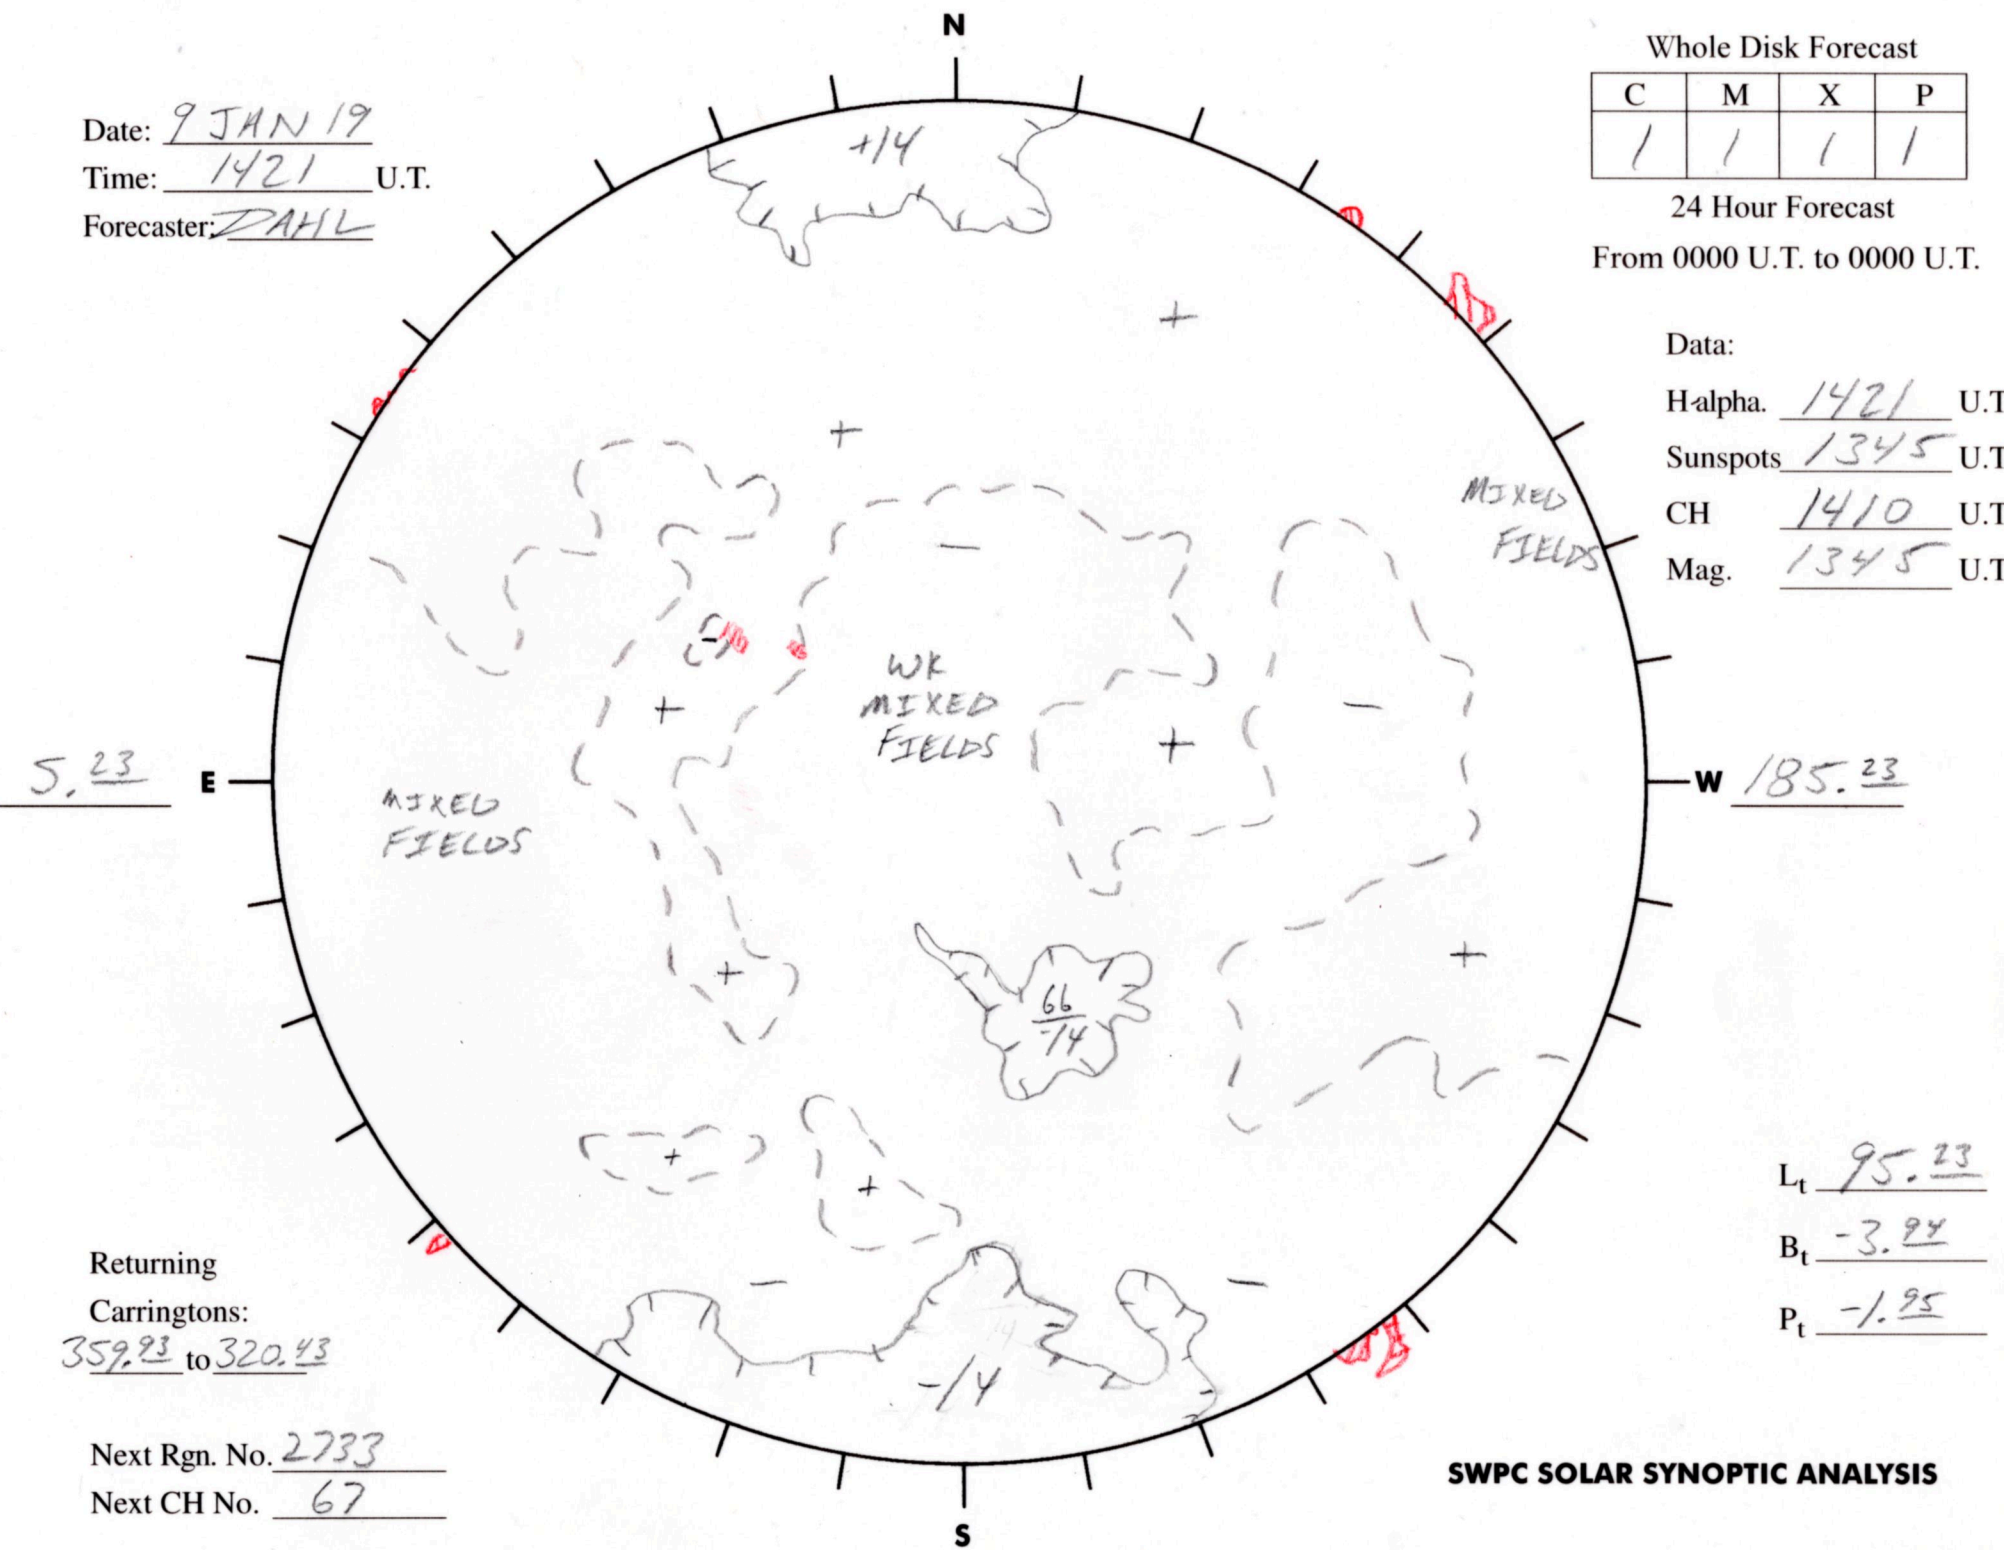 N
Date: 9 JAN 19
Time: 1421 U.T.
Forecaster: DAHL
Whole Disk Forecast
C M X P
1 1 1 1
24 Hour Forecast
From 0000 U.T. to 0000 U.T.
Data:
H-alpha. 1421 U.T
Sunspots 1345 U.T
CH 1410 U.T
Mag. 1345 U.T
+14
+
+
MIXED
FIELDS
-
-
WK
MIXED
FIELDS
+
+
-
5.23 E
W 185.23
MIXED
FIELDS
+
+
66
-14
+
+
-
-
-14
Lt 95.23
Bt -3.94
Pt -1.95
Returning
Carringtons:
359.93 to 320.43
Next Rgn. No. 2733
Next CH No. 67
SWPC SOLAR SYNOPTIC ANALYSIS
S